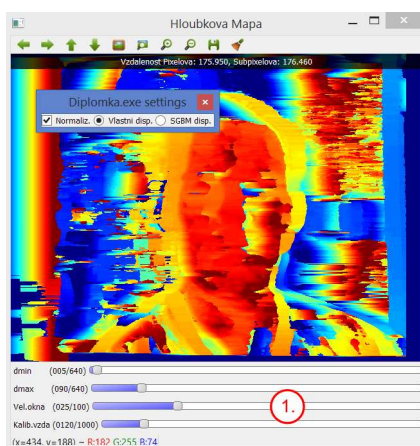 Hloubkova Mapa
Vzdalenost Pixelova: 175.950, Subpixelova: 176.460
Diplomka.exe settings
Normaliz. Vlastni disp. SGBM disp.
dmin (005/640)
dmax (090/640)
Vel.okna (025/100)
1.
Kalib.vzda (0120/1000)
(x=434, y=188) ~ R:182 G:255 B:74